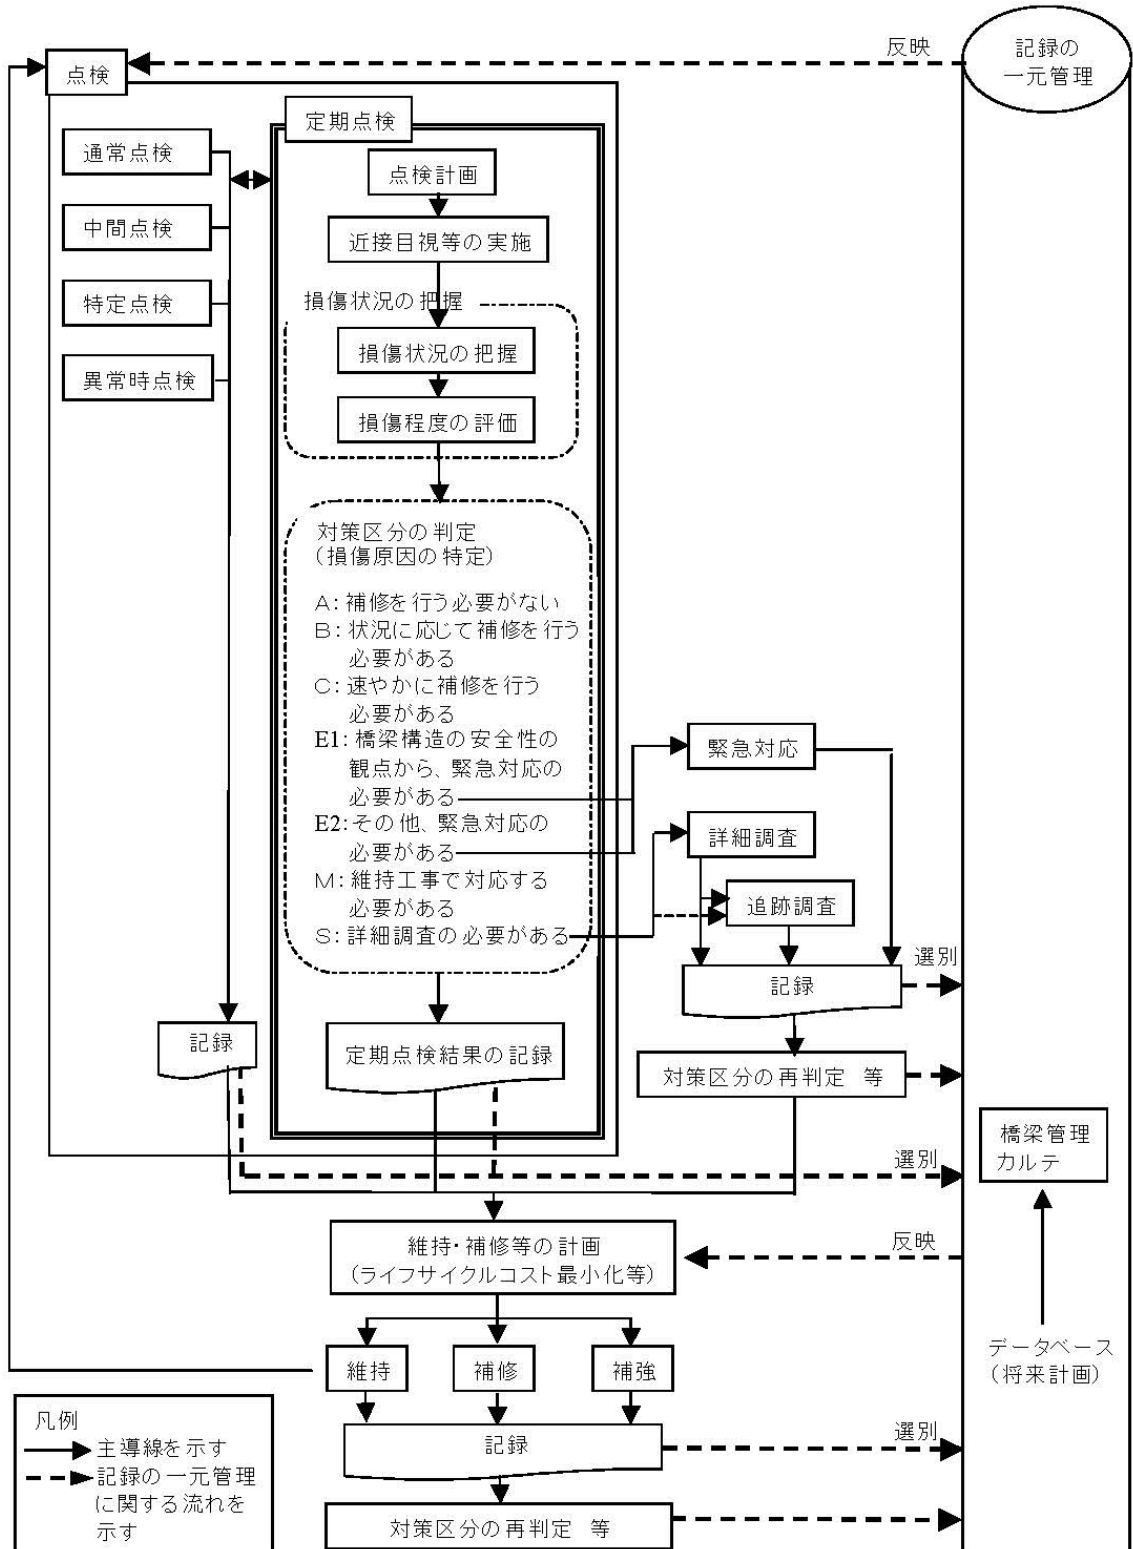 反映
記録の
一元管理
点検
定期点検
通常点検
中間点検
特定点検
異常時点検
点検計画
近接目視等の実施
損傷状況の把握
損傷状況の把握
損傷程度の評価
対策区分の判定
(損傷原因の特定)
A:補修を行う必要がない
B:状況に応じて補修を行う
必要がある
C:速やかに補修を行う
必要がある
E1:橋梁構造の安全性の
観点から、緊急対応の
必要がある
E2:その他、緊急対応の
必要がある
M:維持工事で対応する
必要がある
S:詳細調査の必要がある
緊急対応
詳細調査
追跡調査
記録
選別
対策区分の再判定 等
記録
定期点検結果の記録
選別
橋梁管理
カルテ
データベース
(将来計画)
維持・補修等の計画
(ライフサイクルコスト最小化等)
反映
維持
補修
補強
記録
選別
対策区分の再判定 等
凡例
主導線を示す
記録の一元管理
に関する流れを
示す